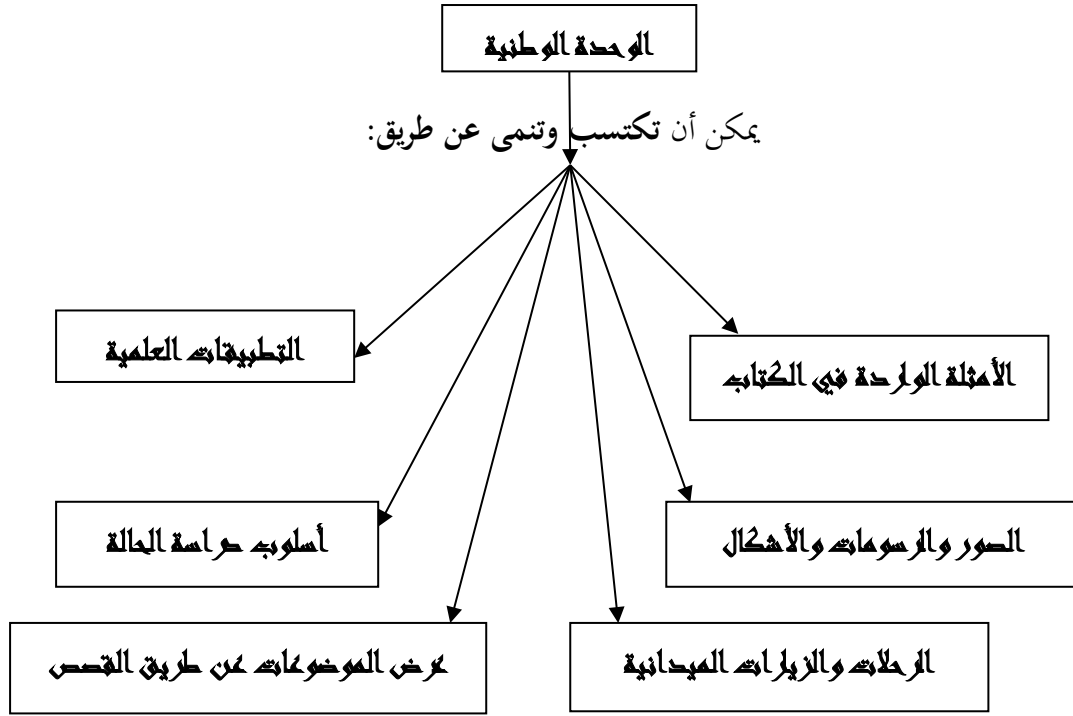 الوحدة الوطنية
يمكن أن تكتسب وتنمى عن طريق:
الأمثلة الواردة في الكتاب
التطبيقات العلمية
الصور والرسومات والأشكال
أسلوب دراسة الحالة
الرحلات والزيارات الميدانية
عرض الموضوعات عن طريق القصص